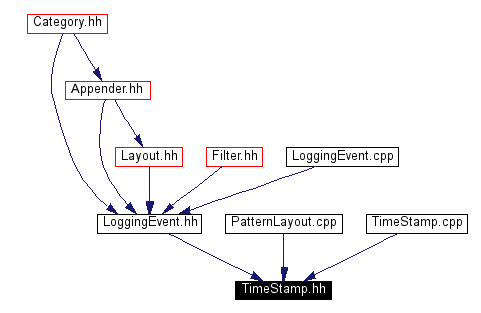 Category.hh
Appender.hh
Layout.hh
Filter.hh
LoggingEvent.cpp
LoggingEvent.hh
PatternLayout.cpp
TimeStamp.cpp
TimeStamp.hh